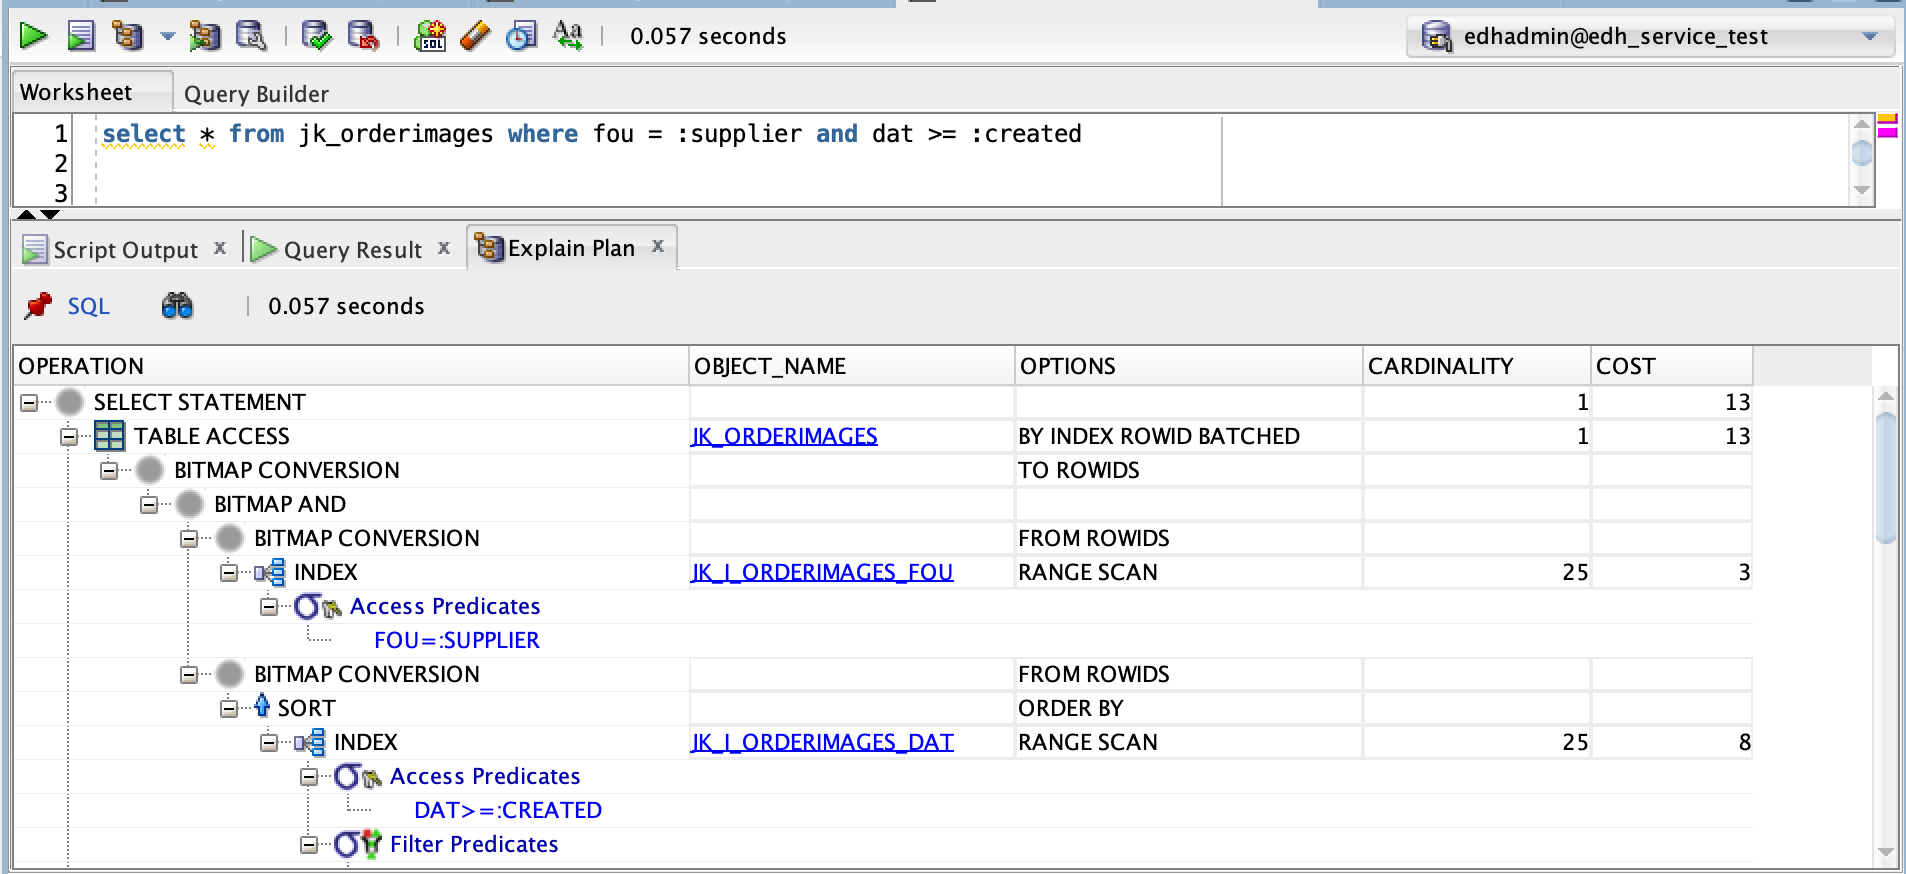 0.057 seconds
edhadmin@edh_service_test
Worksheet Query Builder
1 select * from jk_orderimages where fou = :supplier and dat >= :created
2
3
Script Output x Query Result x Explain Plan x
SQL 0.057 seconds
OPERATION OBJECT_NAME OPTIONS CARDINALITY COST
SELECT STATEMENT 1 13
TABLE ACCESS JK_ORDERIMAGES BY INDEX ROWID BATCHED 1 13
BITMAP CONVERSION TO ROWIDS
BITMAP AND
BITMAP CONVERSION FROM ROWIDS
INDEX JK_I_ORDERIMAGES_FOU RANGE SCAN 25 3
Access Predicates
FOU=:SUPPLIER
BITMAP CONVERSION FROM ROWIDS
SORT ORDER BY
INDEX JK_I_ORDERIMAGES_DAT RANGE SCAN 25 8
Access Predicates
DAT>=:CREATED
Filter Predicates